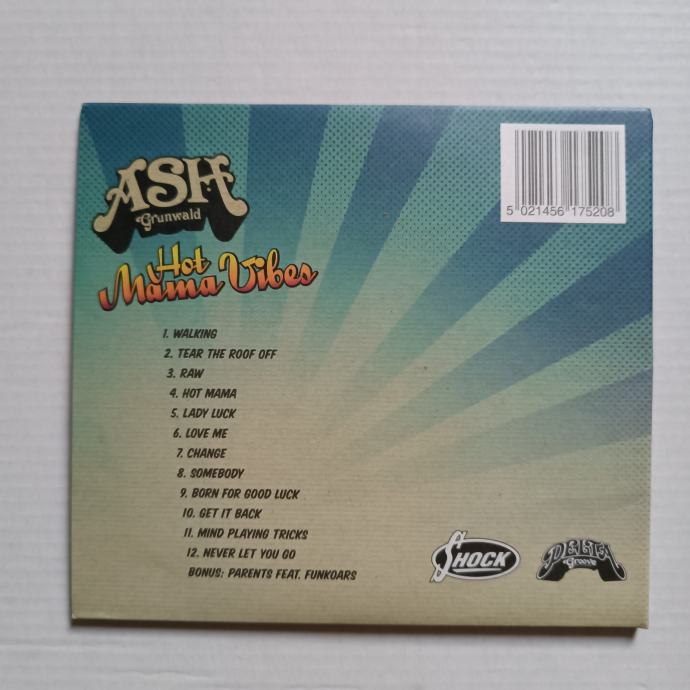 ASH
Grunwald
Hot
Mama Vibes
5 021456 175208
1. WALKING
2. TEAR THE ROOF OFF
3. RAW
4. HOT MAMA
5. LADY LUCK
6. LOVE ME
7. CHANGE
8. SOMEBODY
9. BORN FOR GOOD LUCK
10. GET IT BACK
11. MIND PLAYING TRICKS
12. NEVER LET YOU GO
BONUS: PARENTS FEAT. FUNKOARS
SHOCK
DELTA
Groove